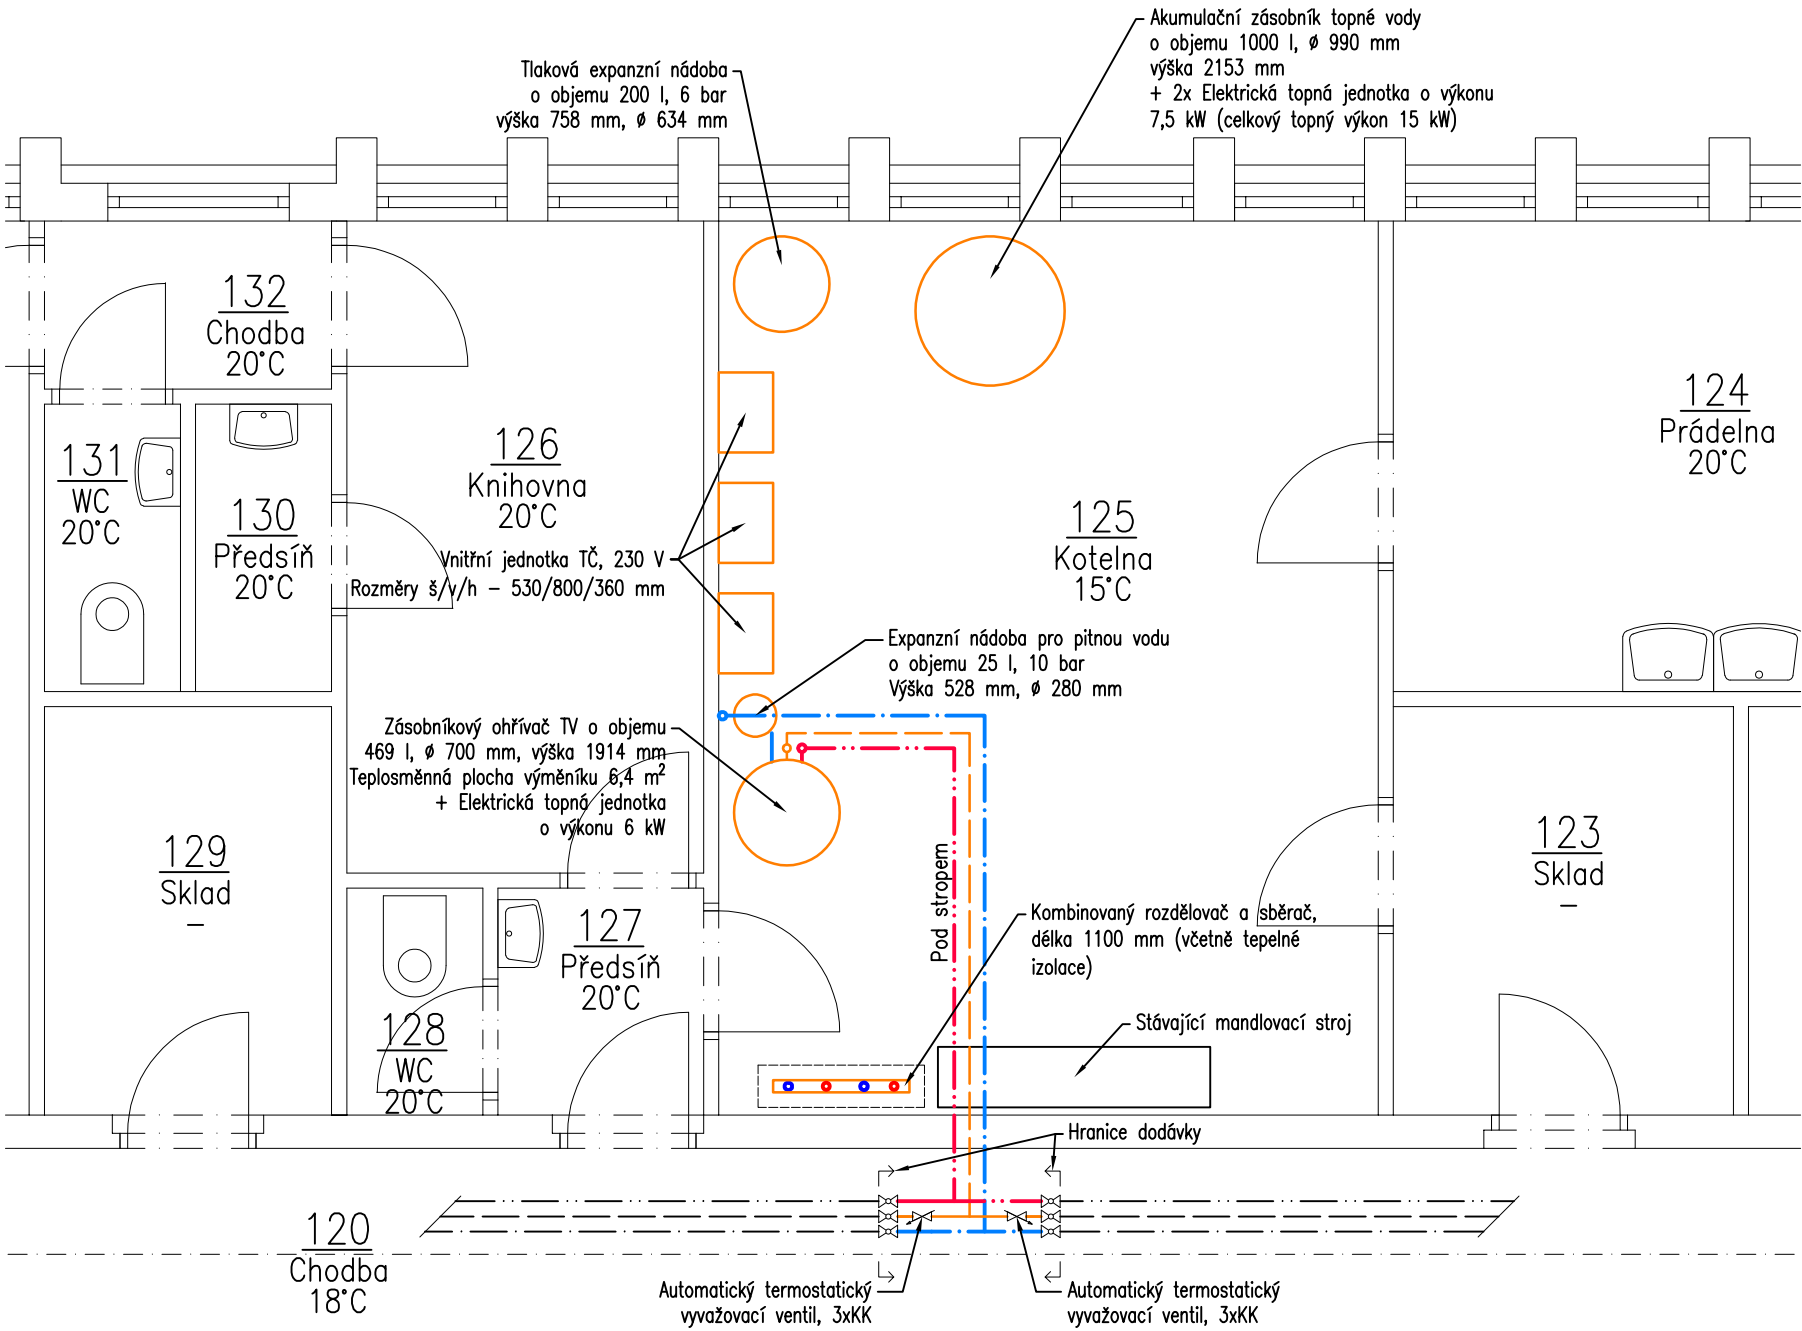 Akumulační zásobník topné vody
o objemu 1000 l, ø 990 mm
výška 2153 mm
+ 2x Elektrická topná jednotka o výkonu
7,5 kW (celkový topný výkon 15 kW)
Tlaková expanzní nádoba
o objemu 200 l, 6 bar
výška 758 mm, ø 634 mm
132
Chodba
20°C
131
WC
20°C
130
Předsíň
20°C
126
Knihovna
20°C
125
Kotelna
15°C
124
Prádelna
20°C
Vnitřní jednotka TČ, 230 V
Rozměry š/v/h – 530/800/360 mm
Expanzní nádoba pro pitnou vodu
o objemu 25 l, 10 bar
Výška 528 mm, ø 280 mm
Zásobníkový ohřívač TV o objemu
469 l, ø 700 mm, výška 1914 mm
Teplosměnná plocha výměníku 6,4 m²
+ Elektrická topná jednotka
o výkonu 6 kW
129
Sklad
–
127
Předsíň
20°C
128
WC
20°C
123
Sklad
–
Pod stropem
Kombinovaný rozdělovač a sběrač,
délka 1100 mm (včetně tepelné
izolace)
Stávající mandlovací stroj
Hranice dodávky
120
Chodba
18°C
Automatický termostatický
vyvažovací ventil, 3xKK
Automatický termostatický
vyvažovací ventil, 3xKK